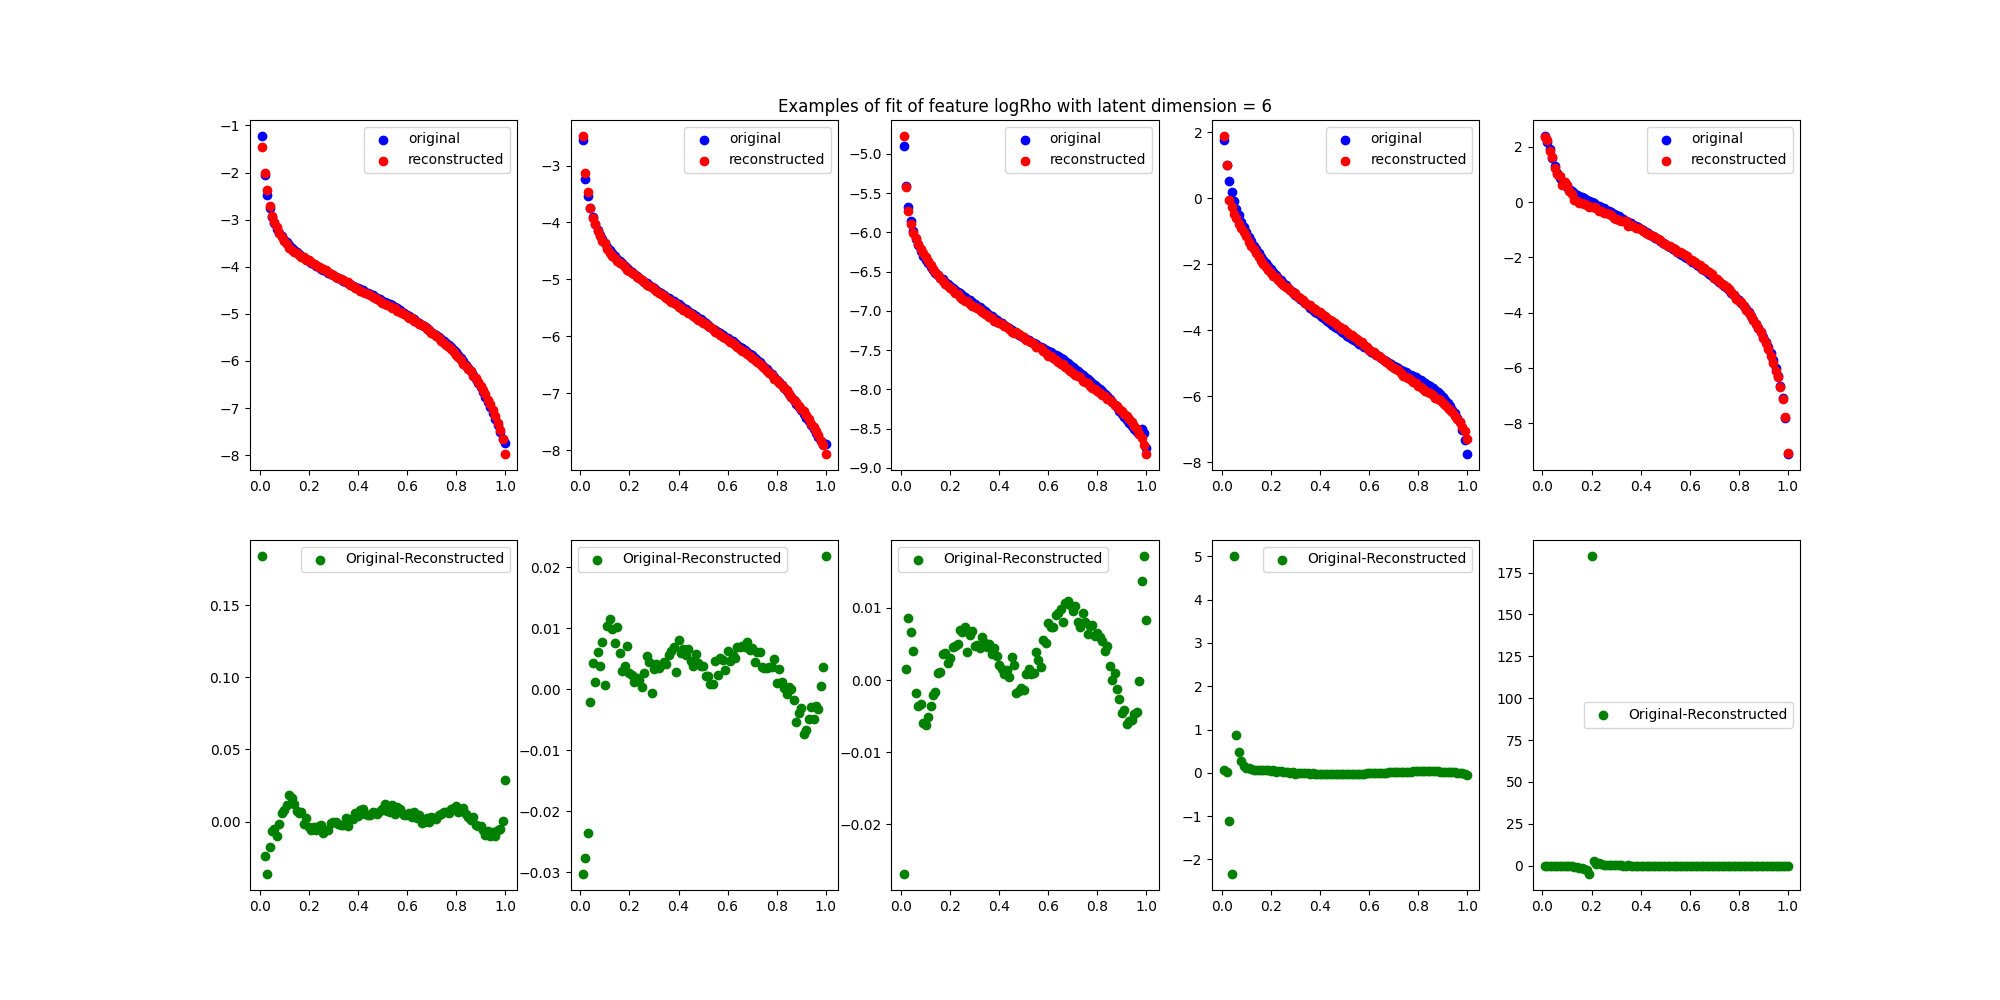 Examples of fit of feature logRho with latent dimension = 6
original
reconstructed
−1
−2
−3
−4
−5
−6
−7
−8
0.0 0.2 0.4 0.6 0.8 1.0
original
reconstructed
−3
−4
−5
−6
−7
−8
0.0 0.2 0.4 0.6 0.8 1.0
original
reconstructed
−5.0
−5.5
−6.0
−6.5
−7.0
−7.5
−8.0
−8.5
−9.0
0.0 0.2 0.4 0.6 0.8 1.0
original
reconstructed
2
0
−2
−4
−6
−8
0.0 0.2 0.4 0.6 0.8 1.0
original
reconstructed
2
0
−2
−4
−6
−8
0.0 0.2 0.4 0.6 0.8 1.0
Original-Reconstructed
0.15
0.10
0.05
0.00
0.0 0.2 0.4 0.6 0.8 1.0
Original-Reconstructed
0.02
0.01
0.00
−0.01
−0.02
−0.03
0.0 0.2 0.4 0.6 0.8 1.0
Original-Reconstructed
0.01
0.00
−0.01
−0.02
0.0 0.2 0.4 0.6 0.8 1.0
Original-Reconstructed
5
4
3
2
1
0
−1
−2
0.0 0.2 0.4 0.6 0.8 1.0
Original-Reconstructed
175
150
125
100
75
50
25
0
0.0 0.2 0.4 0.6 0.8 1.0